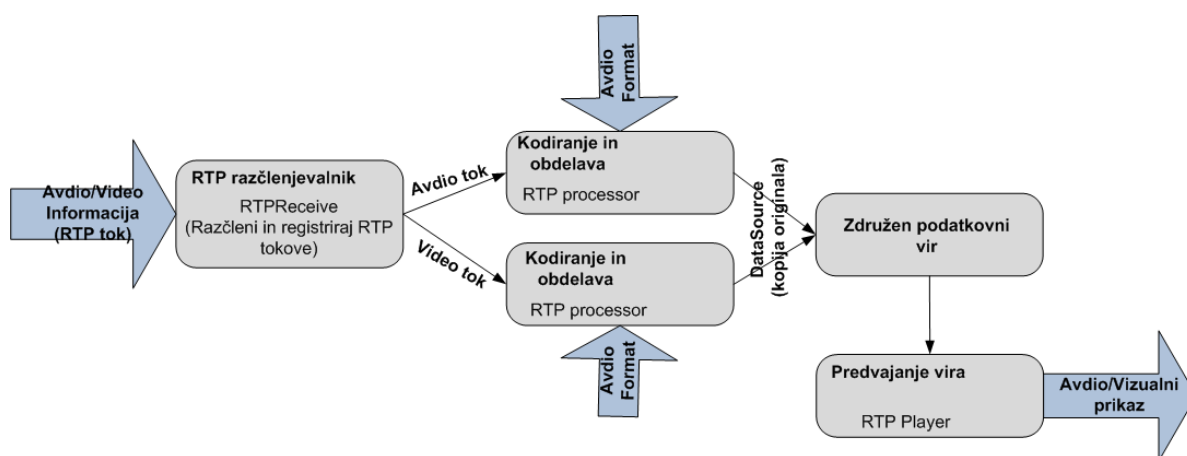 Avdio/Video
Informacija
(RTP tok)
RTP razčlenjevalnik
RTPReceive
(Razčleni in registriraj RTP
tokove)
Avdio tok
Video tok
Avdio
Format
Kodiranje in
obdelava
RTP processor
Kodiranje in
obdelava
RTP processor
Avdio
Format
DataSource
(kopija originala)
Združen podatkovni
vir
Predvajanje vira
RTP Player
Avdio/Vizualni
prikaz